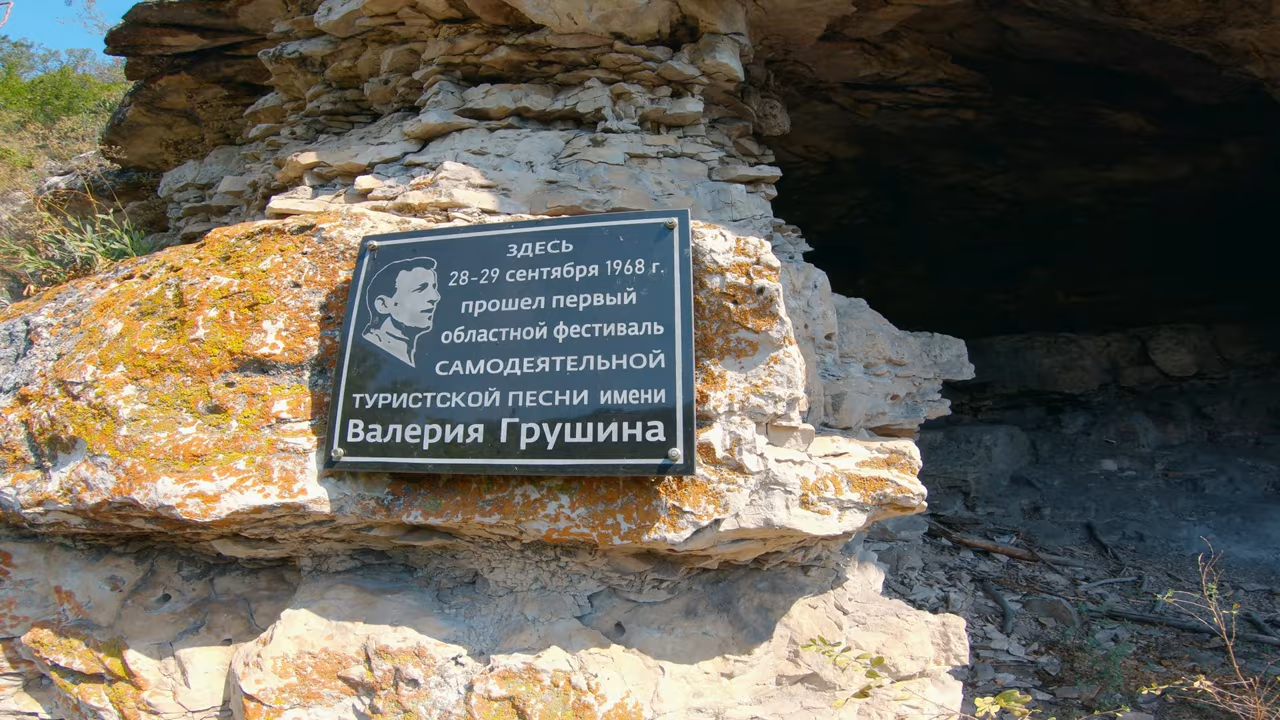 ЗДЕСЬ
28-29 сентября 1968 г.
прошел первый
областной фестиваль
САМОДЕЯТЕЛЬНОЙ
ТУРИСТСКОЙ ПЕСНИ имени
Валерия Грушина